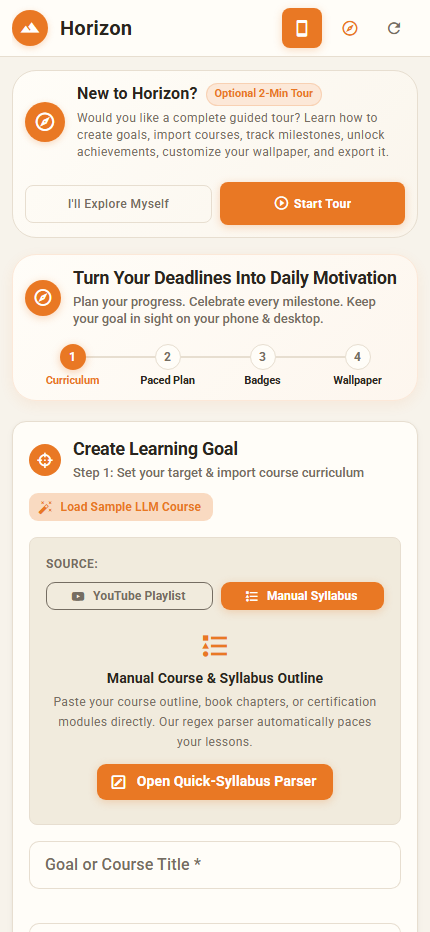 Horizon
New to Horizon?
Optional 2-Min Tour
Would you like a complete guided tour? Learn how to
create goals, import courses, track milestones, unlock
achievements, customize your wallpaper, and export it.
I'll Explore Myself
Start Tour
Turn Your Deadlines Into Daily Motivation
Plan your progress. Celebrate every milestone. Keep
your goal in sight on your phone & desktop.
1
2
3
4
Curriculum
Paced Plan
Badges
Wallpaper
Create Learning Goal
Step 1: Set your target & import course curriculum
Load Sample LLM Course
SOURCE:
YouTube Playlist
Manual Syllabus
Manual Course & Syllabus Outline
Paste your course outline, book chapters, or certification
modules directly. Our regex parser automatically paces
your lessons.
Open Quick-Syllabus Parser
Goal or Course Title *